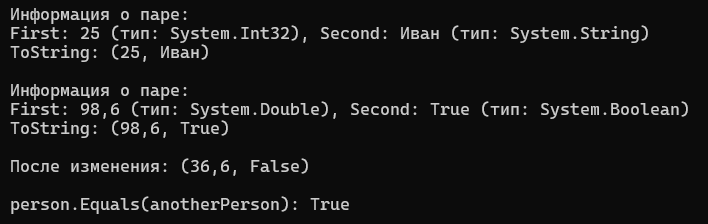 Информация о паре:
First: 25 (тип: System.Int32), Second: Иван (тип: System.String)
ToString: (25, Иван)
Информация о паре:
First: 98,6 (тип: System.Double), Second: True (тип: System.Boolean)
ToString: (98,6, True)
После изменения: (36,6, False)
person.Equals(anotherPerson): True